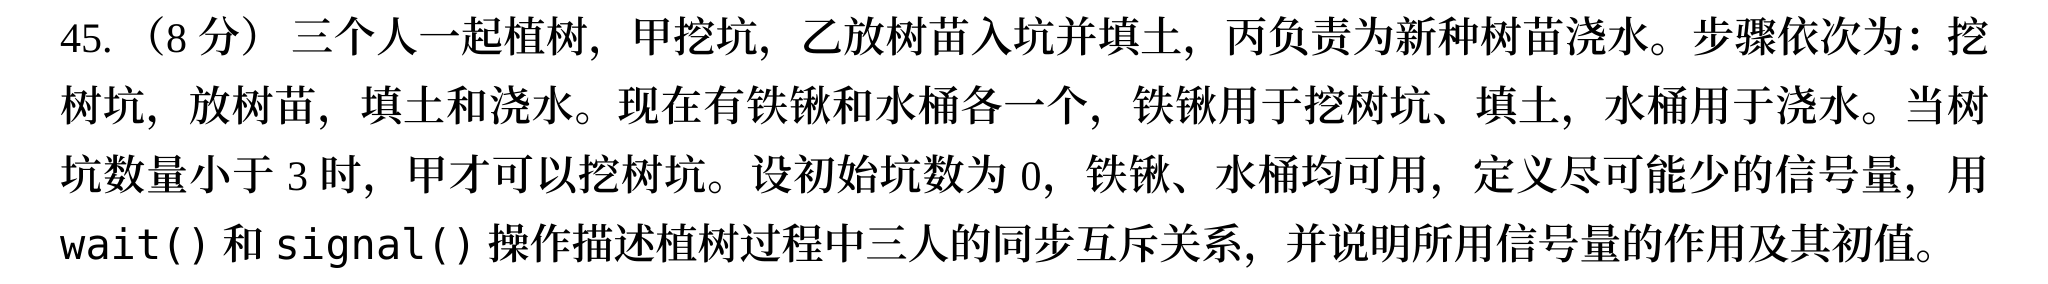 45. （8 分） 三个人一起植树，甲挖坑，乙放树苗入坑并填土，丙负责为新种树苗浇水。步骤依次为：挖
树坑，放树苗，填土和浇水。现在有铁锹和水桶各一个，铁锹用于挖树坑、填土，水桶用于浇水。当树
坑数量小于 3 时，甲才可以挖树坑。设初始坑数为 0，铁锹、水桶均可用，定义尽可能少的信号量，用
wait() 和 signal() 操作描述植树过程中三人的同步互斥关系，并说明所用信号量的作用及其初值。